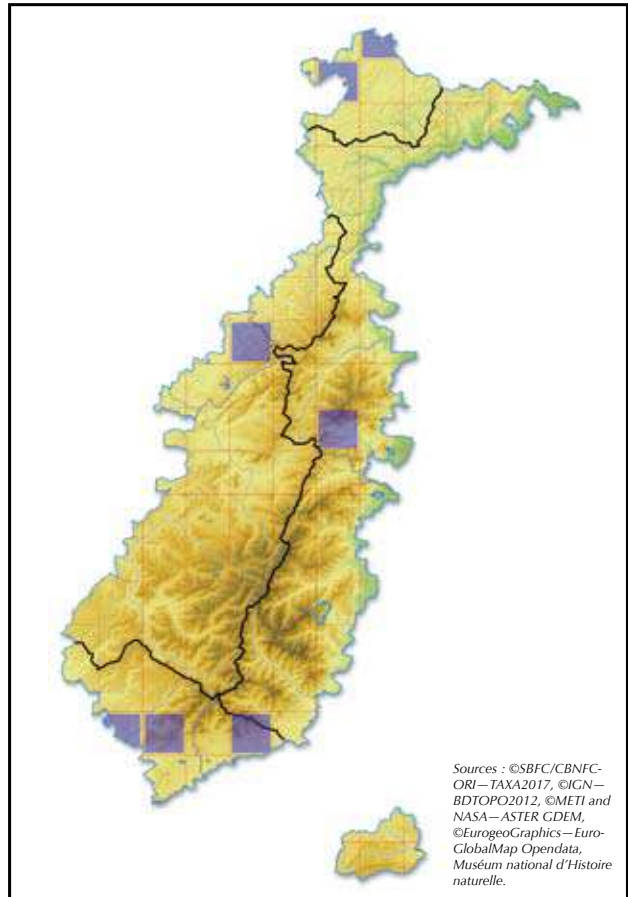 Sources : ©SBFC/CBNFC-
ORI—TAXA2017, ©IGN—
BDTOPO2012, ©METI and
NASA—ASTER GDEM,
©EurogeoGraphics—Euro-
GlobalMap Opendata,
Muséum national d'Histoire
naturelle.